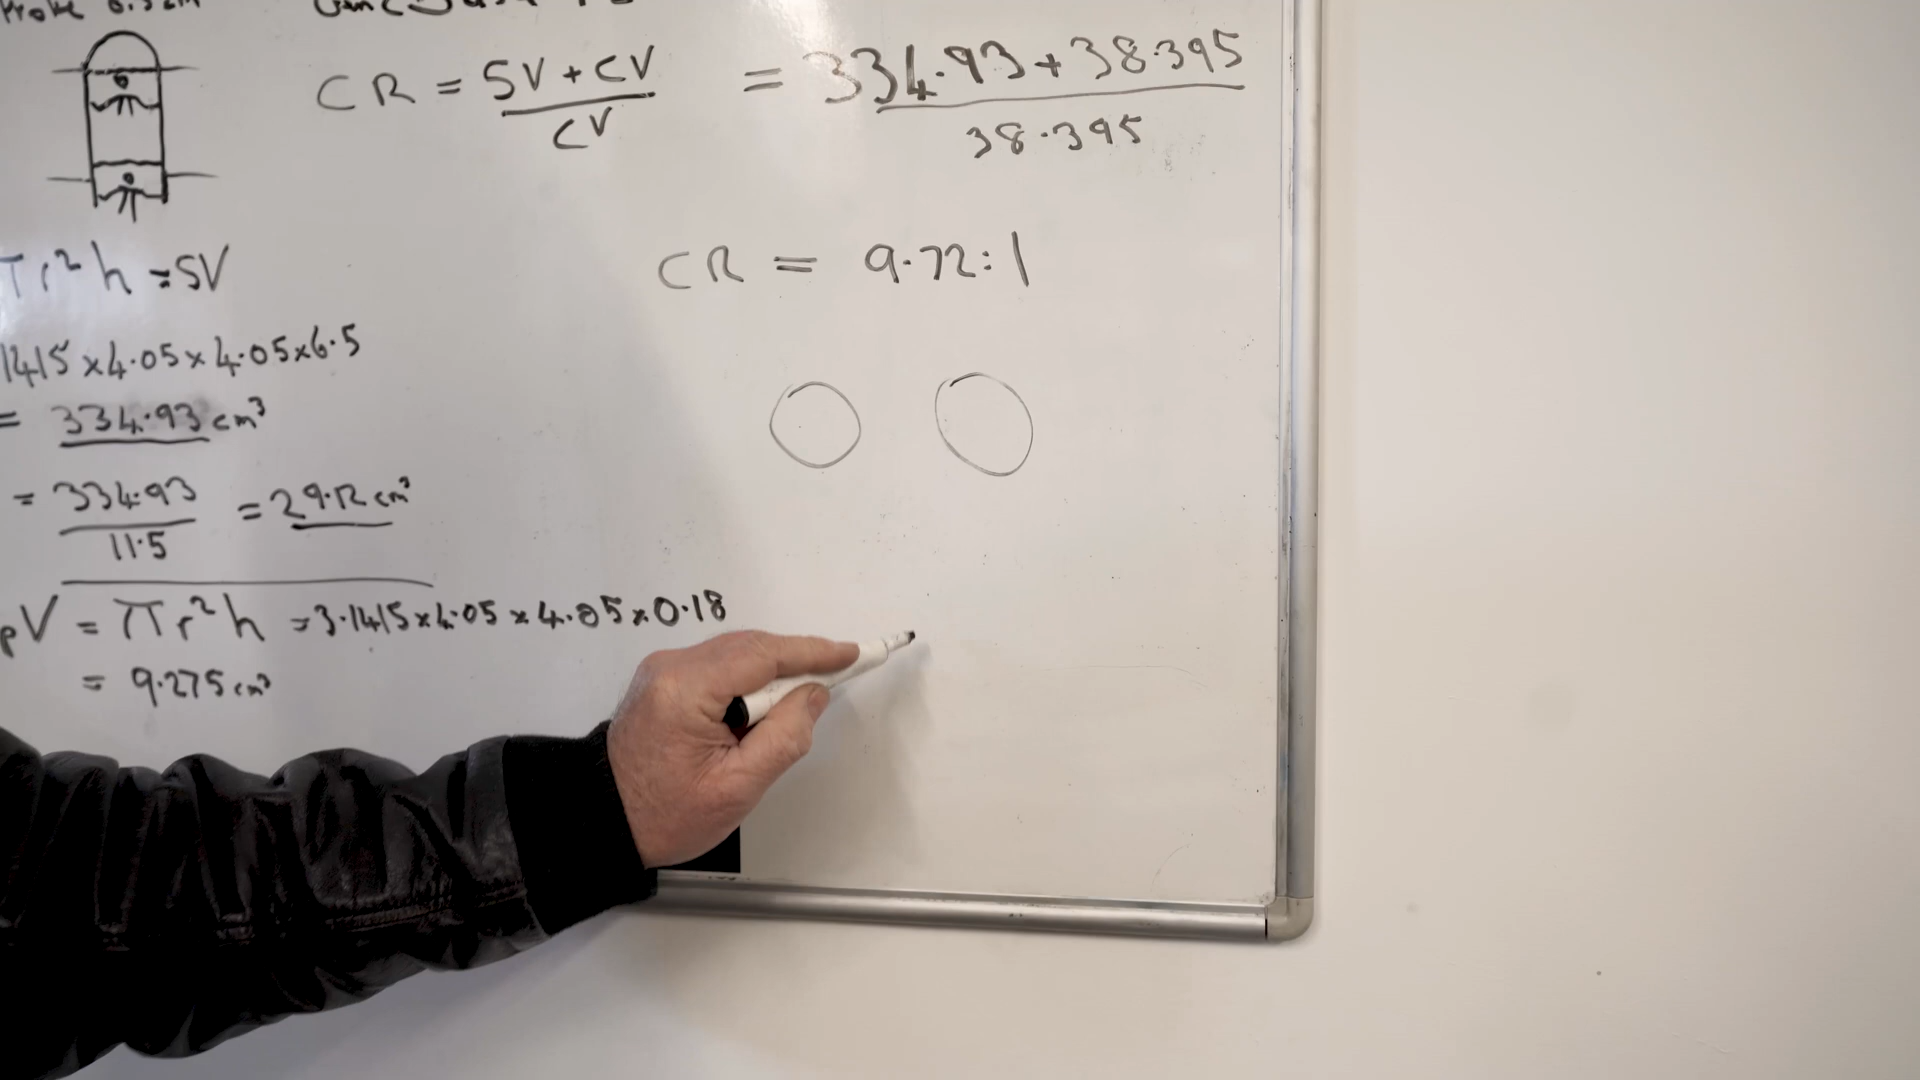 CR = SV + CV / CV = 334.93 + 38.395 / 38.395
πr²h = SV
CR = 9.72:1
1415 x 4.05 x 4.05 x 6.5
= 334.93 cm³
= 334.93 / 11.5 = 29.12 cm³
pV = πr²h = 3.1415 x 4.05 x 4.05 x 0.18
= 9.275 cm³